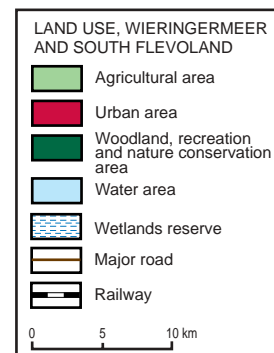 LAND USE, WIERINGERMEER
AND SOUTH FLEVOLAND
Agricultural area
Urban area
Woodland, recreation
and nature conservation
area
Water area
Wetlands reserve
Major road
Railway
0 5 10 km